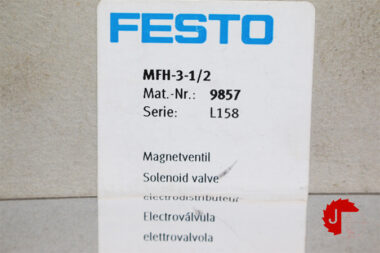 FESTO
MFH-3-1/2
Mat.-Nr.: 9857
Serie: L158
Magnetventil
Solenoid valve
electrodistributeur
Electroválvula
elettrovalvola